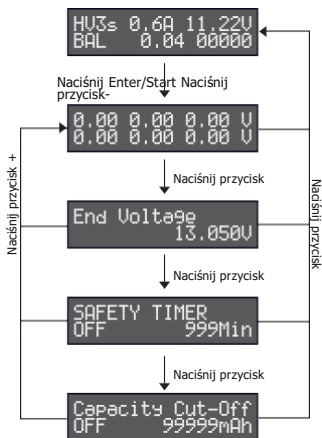 HV3s 0.6A 11.22V
BAL 0.04 00000
Naciśnij Enter/Start Naciśnij
przycisk-
0.00 0.00 0.00 V
0.00 0.00 0.00 V
Naciśnij przycisk +
Naciśnij przycisk
Naciśnij przycisk
End Voltage
13.050V
Naciśnij przycisk
SAFETY TIMER
OFF 999Min
Naciśnij przycisk
Capacity Cut-Off
OFF 99999mAh